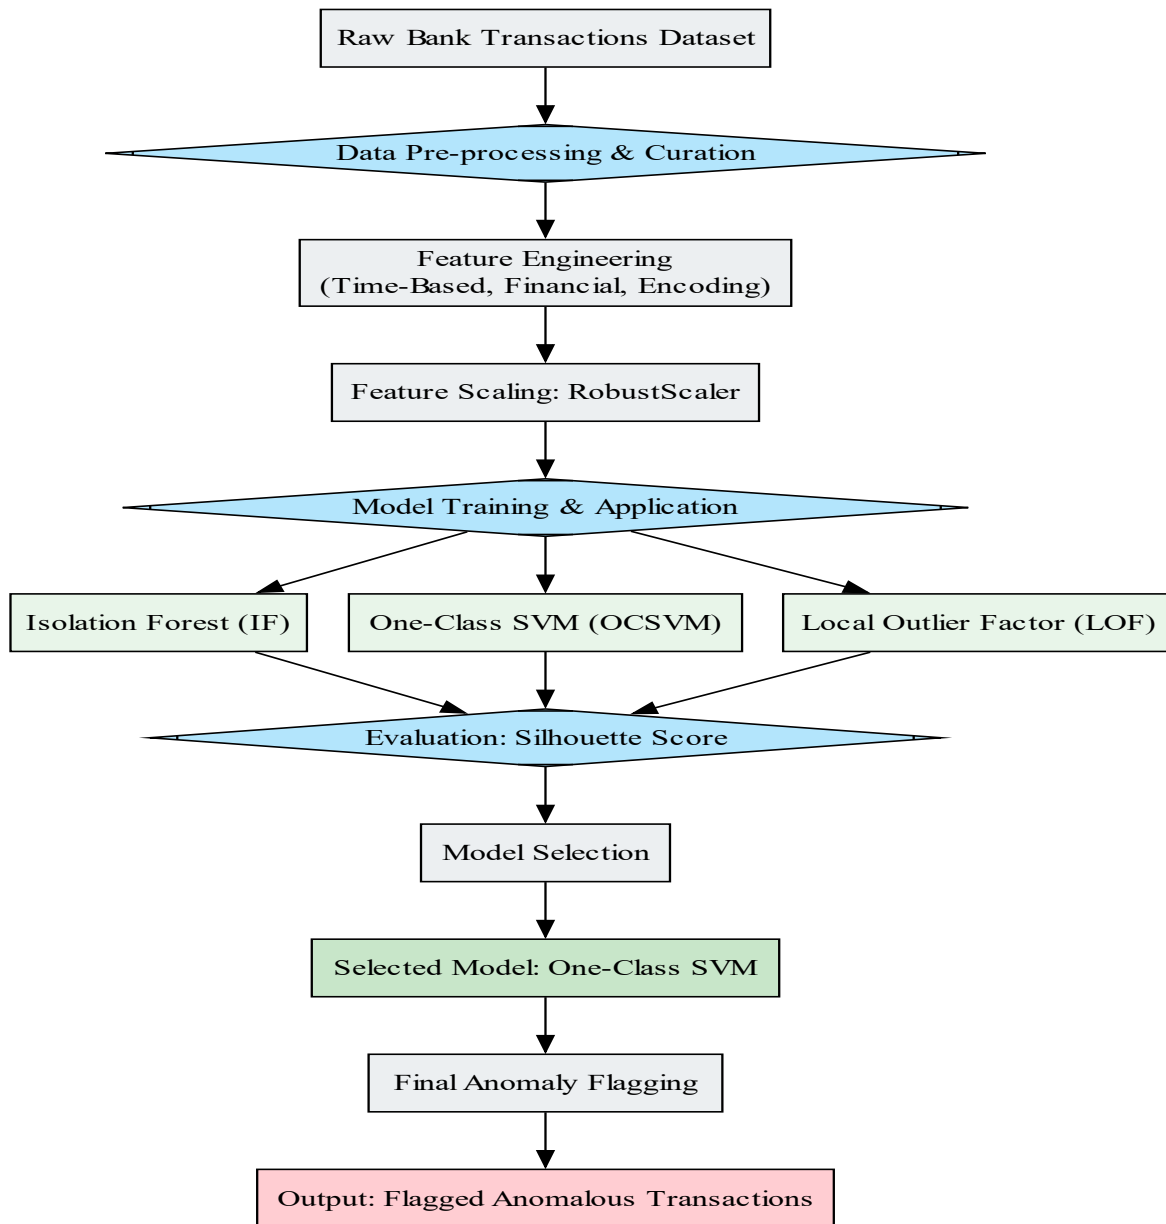 Raw Bank Transactions Dataset
Data Pre-processing & Curation
Feature Engineering
(Time-Based, Financial, Encoding)
Feature Scaling: RobustScaler
Model Training & Application
Isolation Forest (IF)
One-Class SVM (OCSVM)
Local Outlier Factor (LOF)
Evaluation: Silhouette Score
Model Selection
Selected Model: One-Class SVM
Final Anomaly Flagging
Output: Flagged Anomalous Transactions